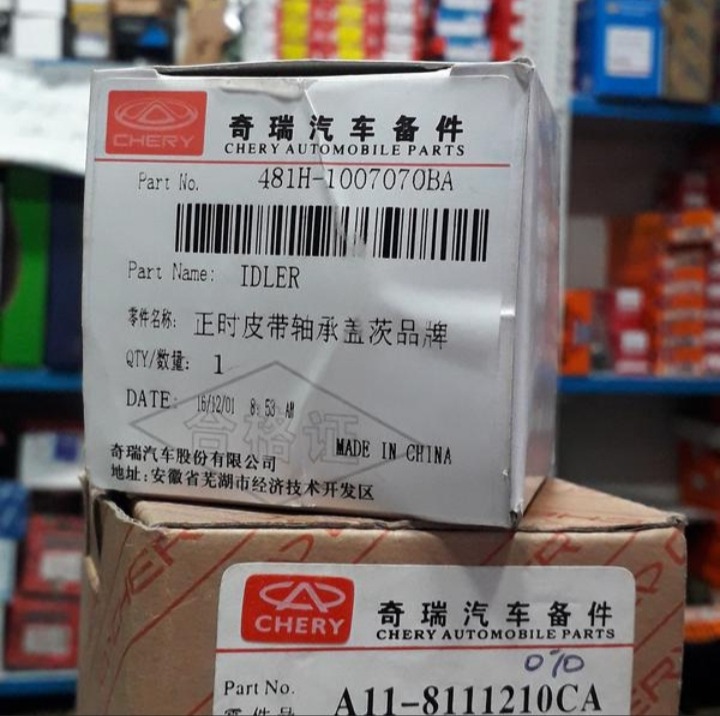 CHERY
奇瑞汽车备件
CHERY AUTOMOBILE PARTS
Part No. 481H-1007070BA
Part Name: IDLER
零件名称: 正时皮带轴承盖茨品牌
QTY/数量: 1
DATE: 16/12/01 8:53 AM
合格证
MADE IN CHINA
奇瑞汽车股份有限公司
地址:安徽省芜湖市经济技术开发区
CHERY
奇瑞汽车备件
CHERY AUTOMOBILE PARTS
Part No. A11-8111210CA
零件号